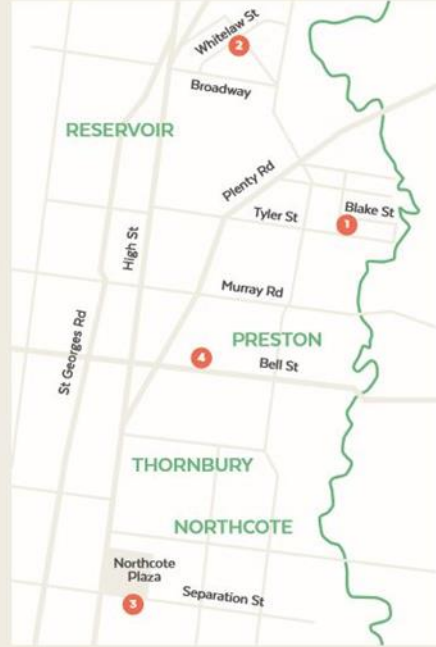 Whitelaw St
2
Broadway
RESERVOIR
Plenty Rd
Blake St
Tyler St
1
High St
Murray Rd
St Georges Rd
PRESTON
4
Bell St
THORNBURY
NORTHCOTE
Northcote
Plaza
3
Separation St